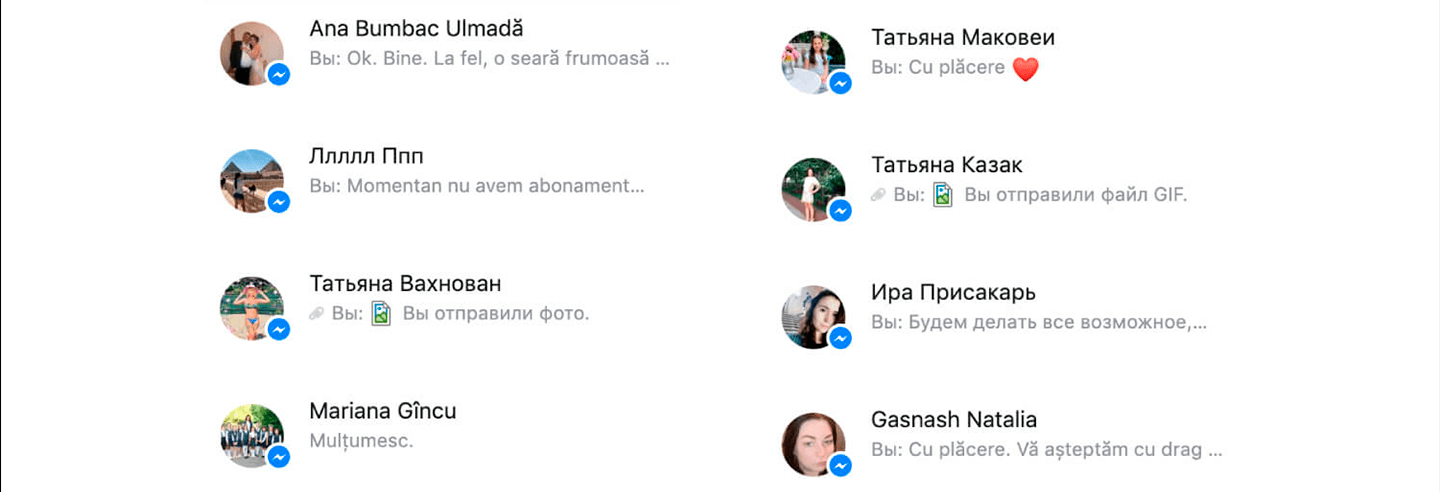 Ana Bumbac Ulmadă
Вы: Ok. Bine. La fel, o seară frumoasă ...
Ллллл Ппп
Вы: Momentan nu avem abonament...
Татьяна Вахнован
Вы: Вы отправили фото.
Mariana Gîncu
Mulțumesc.
Татьяна Маковеи
Вы: Cu plăcere ❤️
Татьяна Казак
Вы: Вы отправили файл GIF.
Ира Присакарь
Вы: Будем делать все возможное,...
Gasnash Natalia
Вы: Cu plăcere. Vă așteptăm cu drag ...